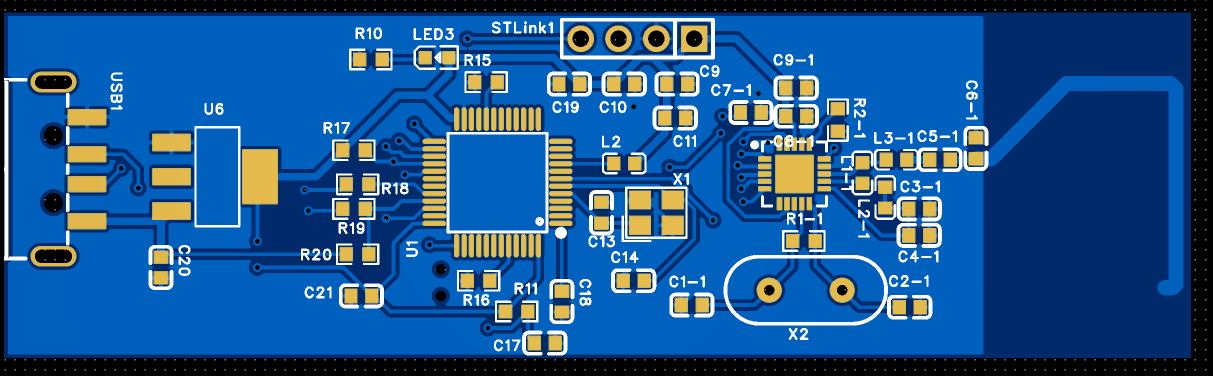 STLink1
R10
LED3
R15
C9
C9-1
C7-1
C19
C10
C11
C6-1
USB1
U6
R2-1
C8-1
R17
L2
L3-1
C5-1
L1-1
X1
R18
C3-1
L2-1
R19
R1-1
C13
U1
C4-1
R20
C20
C14
C21
R16
R11
C18
C1-1
C2-1
X2
C17